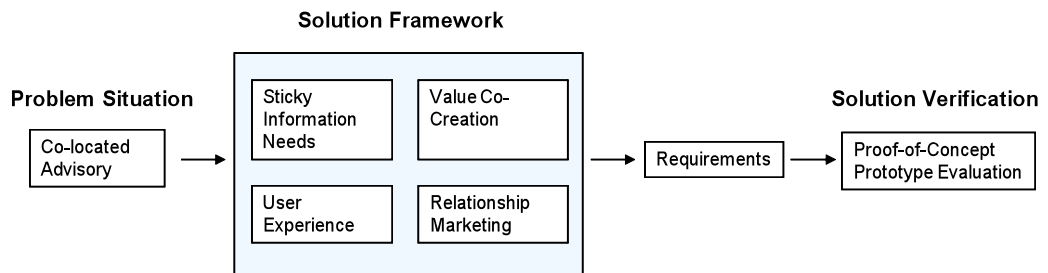 Solution Framework
Problem Situation
Co-located
Advisory
Sticky
Information
Needs
Value Co-
Creation
User
Experience
Relationship
Marketing
Requirements
Solution Verification
Proof-of-Concept
Prototype Evaluation